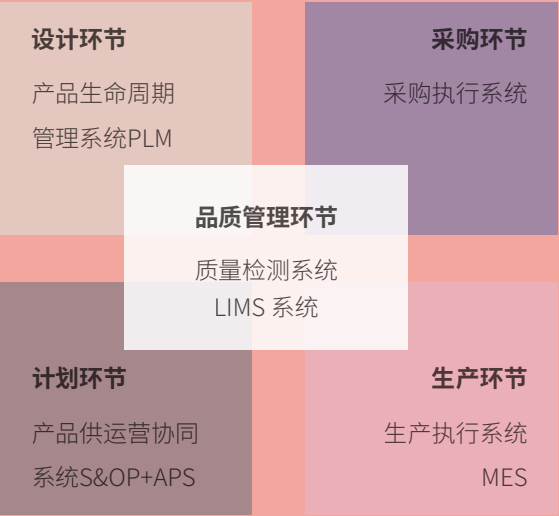 设计环节
产品生命周期
管理系统PLM
采购环节
采购执行系统
品质管理环节
质量检测系统
LIMS 系统
计划环节
产品供运营协同
系统S&OP+APS
生产环节
生产执行系统
MES